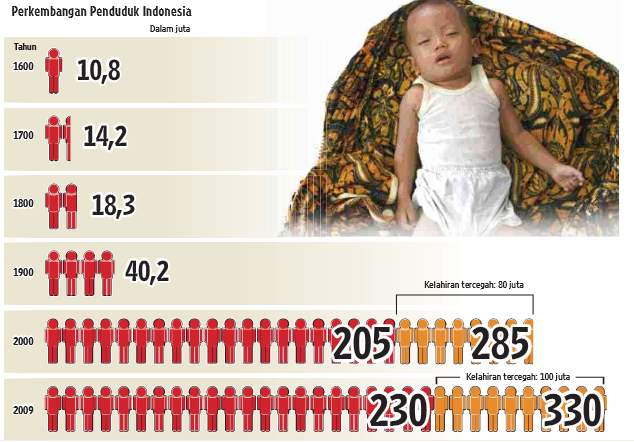 Perkembangan Penduduk Indonesia
Dalam juta
Tahun
1600 10,8
1700 14,2
1800 18,3
1900 40,2
Kelahiran tercegah: 80 juta
2000 205 285
Kelahiran tercegah: 100 juta
2009 230 330